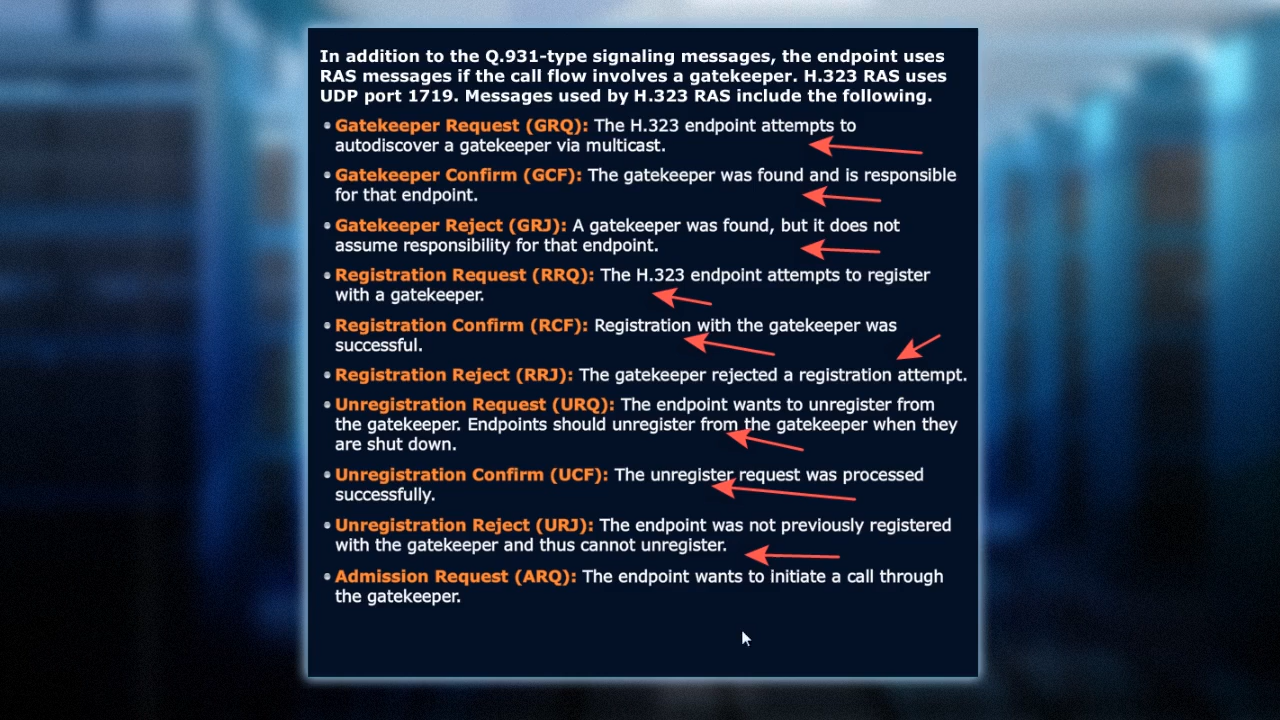 In addition to the Q.931-type signaling messages, the endpoint uses
RAS messages if the call flow involves a gatekeeper. H.323 RAS uses
UDP port 1719. Messages used by H.323 RAS include the following.
• Gatekeeper Request (GRQ): The H.323 endpoint attempts to
autodiscover a gatekeeper via multicast.
• Gatekeeper Confirm (GCF): The gatekeeper was found and is responsible
for that endpoint.
• Gatekeeper Reject (GRJ): A gatekeeper was found, but it does not
assume responsibility for that endpoint.
• Registration Request (RRQ): The H.323 endpoint attempts to register
with a gatekeeper.
• Registration Confirm (RCF): Registration with the gatekeeper was
successful.
• Registration Reject (RRJ): The gatekeeper rejected a registration attempt.
• Unregistration Request (URQ): The endpoint wants to unregister from
the gatekeeper. Endpoints should unregister from the gatekeeper when they
are shut down.
• Unregistration Confirm (UCF): The unregister request was processed
successfully.
• Unregistration Reject (URJ): The endpoint was not previously registered
with the gatekeeper and thus cannot unregister.
• Admission Request (ARQ): The endpoint wants to initiate a call through
the gatekeeper.